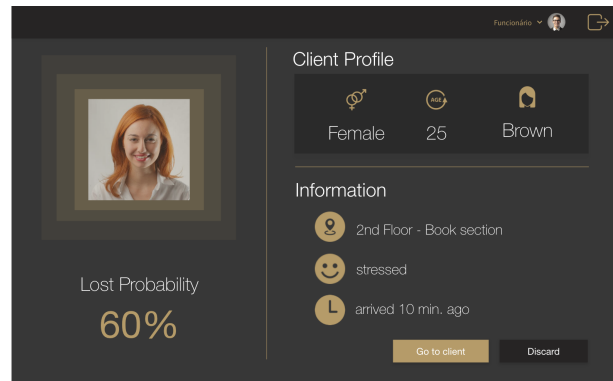 Funcionário
Client Profile
AGE
Female
25
Brown
Information
2nd Floor - Book section
stressed
arrived 10 min. ago
Lost Probability
60%
Go to client
Discard